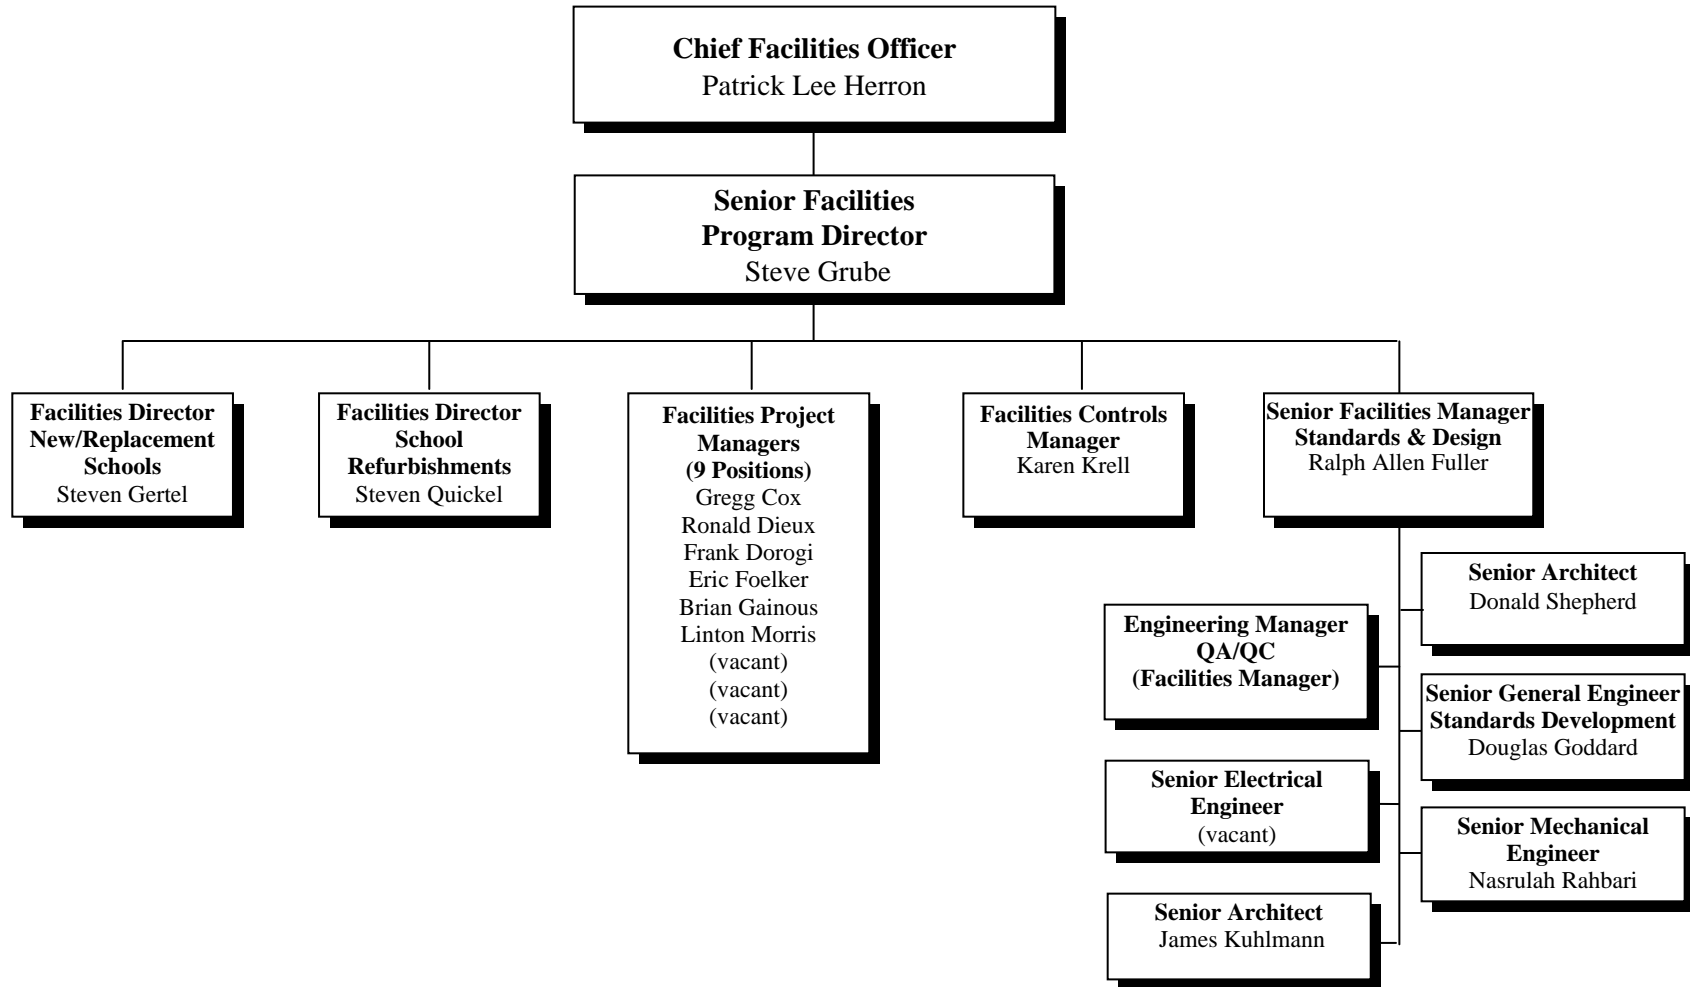 Chief Facilities Officer
Patrick Lee Herron
Senior Facilities
Program Director
Steve Grube
Facilities Director
New/Replacement
Schools
Steven Gertel
Facilities Director
School
Refurbishments
Steven Quickel
Facilities Project
Managers
(9 Positions)
Gregg Cox
Ronald Dieux
Frank Dorogi
Eric Foelker
Brian Gainous
Linton Morris
(vacant)
(vacant)
(vacant)
Facilities Controls
Manager
Karen Krell
Senior Facilities Manager
Standards & Design
Ralph Allen Fuller
Senior Architect
Donald Shepherd
Engineering Manager
QA/QC
(Facilities Manager)
Senior General Engineer
Standards Development
Douglas Goddard
Senior Electrical
Engineer
(vacant)
Senior Mechanical
Engineer
Nasrulah Rahbari
Senior Architect
James Kuhlmann